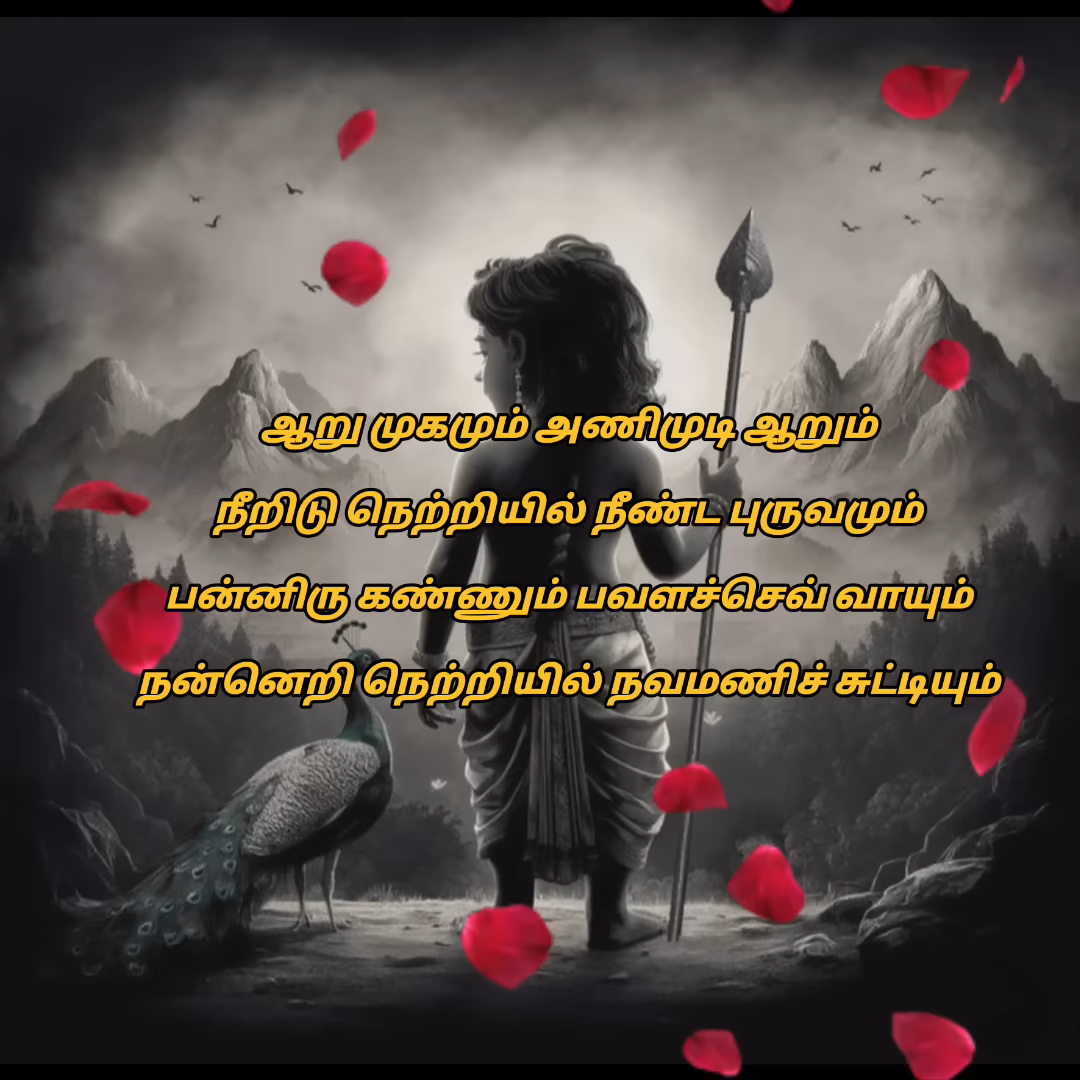 ஆறு முகமும் அணிமுடி ஆறும்
நீறிடு நெற்றியில் நீண்ட புருவமும்
பன்னிரு கண்ணும் பவளச்செவ் வாயும்
நன்னெறி நெற்றியில் நவமணிச் சுட்டியும்